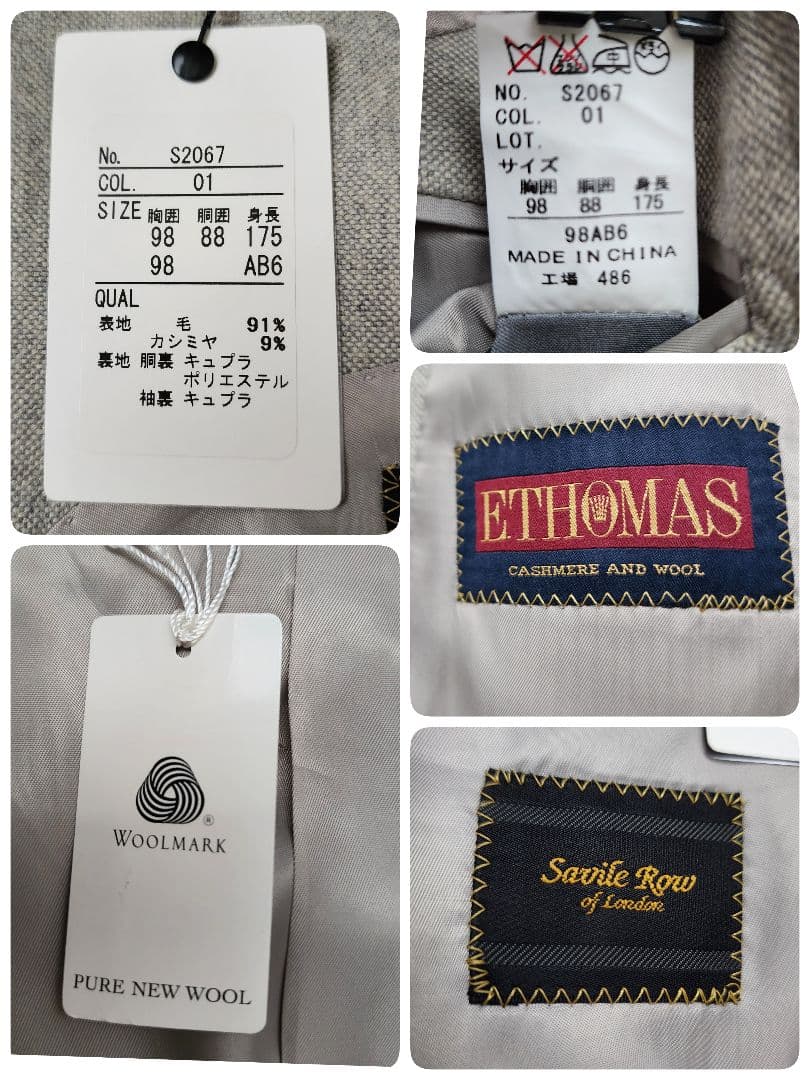 No. S2067
COL. 01
SIZE 胸囲 胴囲 身長
98 88 175
98 AB6
QUAL
表地 毛 91%
カシミヤ 9%
裏地 胴裏 キュプラ
ポリエステル
袖裏 キュプラ
NO. S2067
COL. 01
LOT.
サイズ
胸囲 胴囲 身長
98 88 175
98AB6
MADE IN CHINA
工場 486
ETHOMAS
CASHMERE AND WOOL
WOOLMARK
®
PURE NEW WOOL
Savile Row
of London